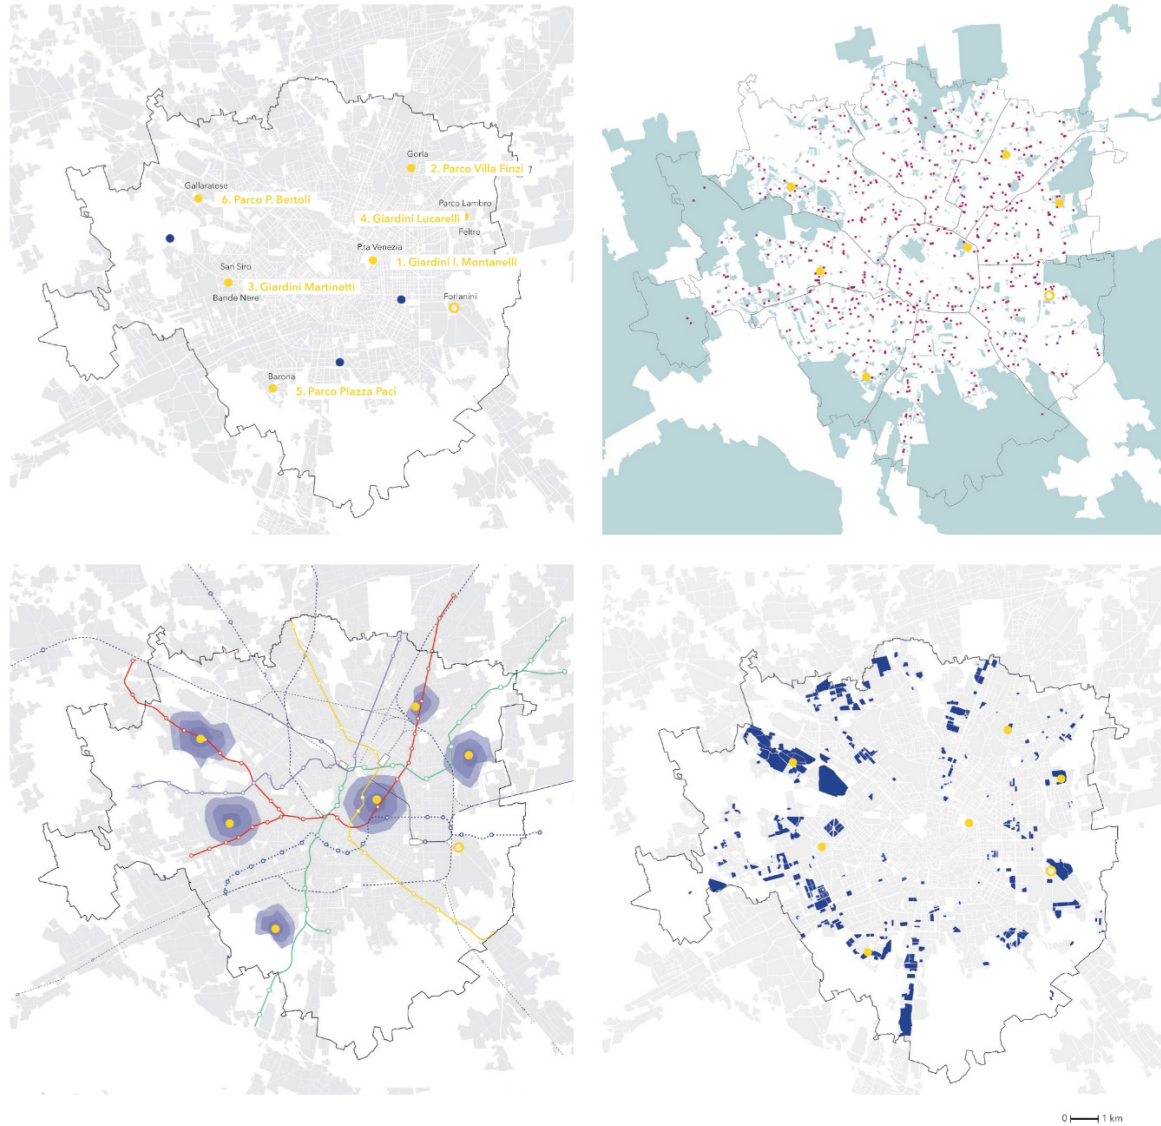 Gorla
2. Parco Villa Finzi
Gallaratese
6. Parco P. Bertoli
Parco Lambro
4. Giardini Lucarelli
Feltre
P.ta Venezia
1. Giardini I. Montanelli
San Siro
3. Giardini Martinetti
Bande Nere
Forlanini
Barona
5. Parco Piazza Paci
0 1 km